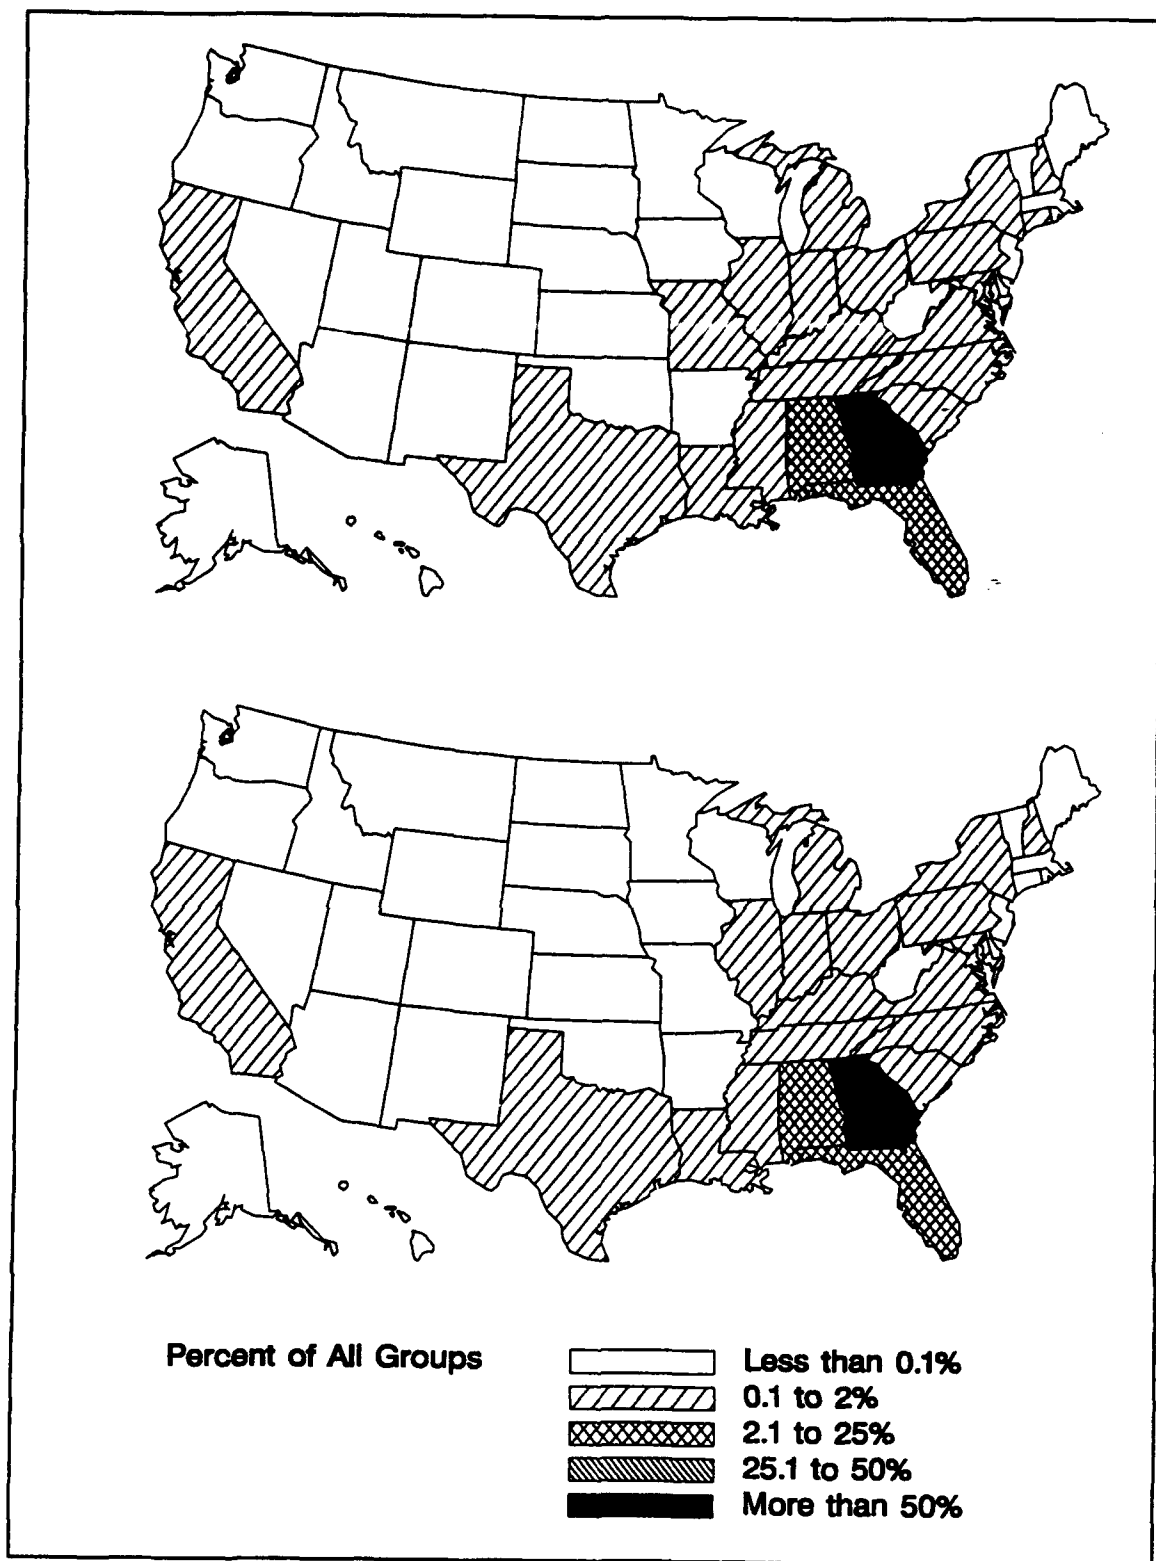 Percent of All Groups
Less than 0.1%
0.1 to 2%
2.1 to 25%
25.1 to 50%
More than 50%